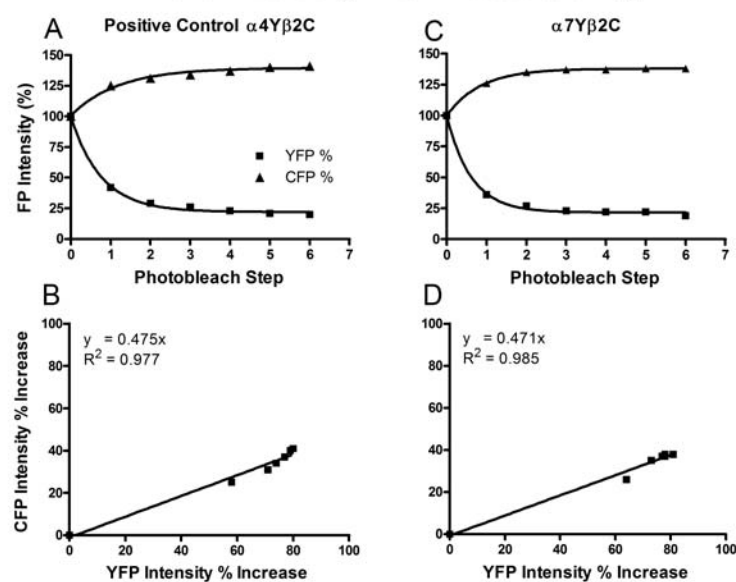 A
Positive Control α4Yβ2C
FP Intensity (%)
150
125
100
75
50
25
0
YFP %
CFP %
0 1 2 3 4 5 6 7
Photobleach Step
C
α7Yβ2C
150
125
100
75
50
25
0
0 1 2 3 4 5 6 7
Photobleach Step
B
y = 0.475x
R² = 0.977
CFP Intensity % Increase
100
80
60
40
20
0
0 20 40 60 80 100
YFP Intensity % Increase
D
y = 0.471x
R² = 0.985
100
80
60
40
20
0
0 20 40 60 80 100
YFP Intensity % Increase